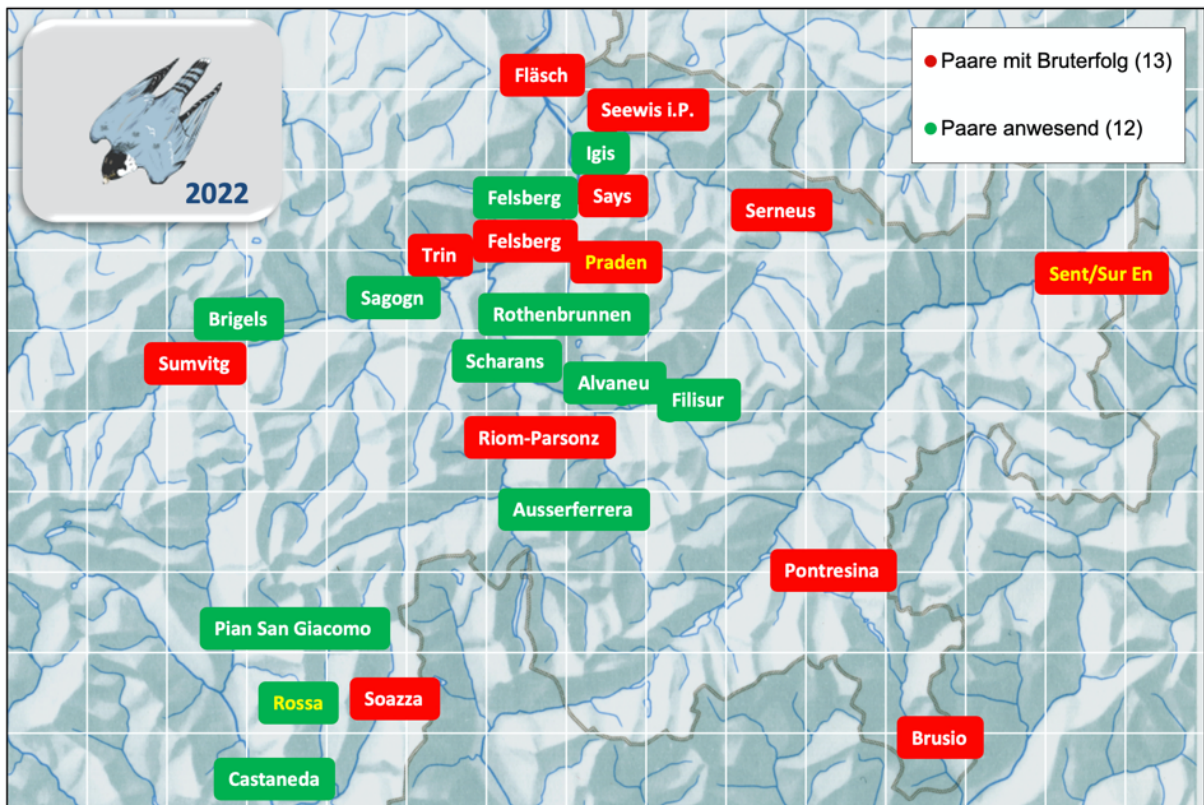 2022
Paare mit Bruterfolg (13)
Paare anwesend (12)
Fläsch
Seewis i.P.
Igis
Felsberg
Says
Serneus
Trin
Felsberg
Praden
Sent/Sur En
Sagogn
Brigels
Rothenbrunnen
Sumvitg
Scharans
Alvaneu
Filisur
Riom-Parsonz
Ausserferrera
Pontresina
Pian San Giacomo
Rossa
Soazza
Brusio
Castaneda